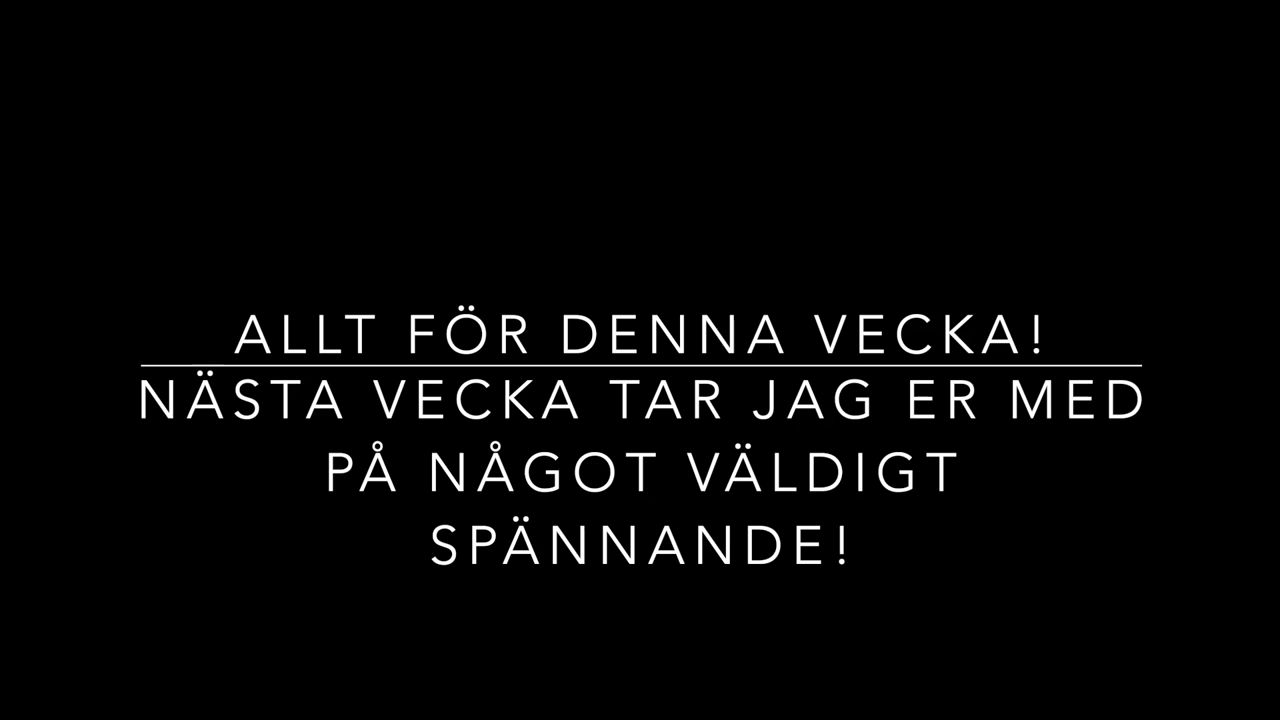 ALLT FÖR DENNA VECKA!
NÄSTA VECKA TAR JAG ER MED
PÅ NÅGOT VÄLDIGT
SPÄNNANDE!